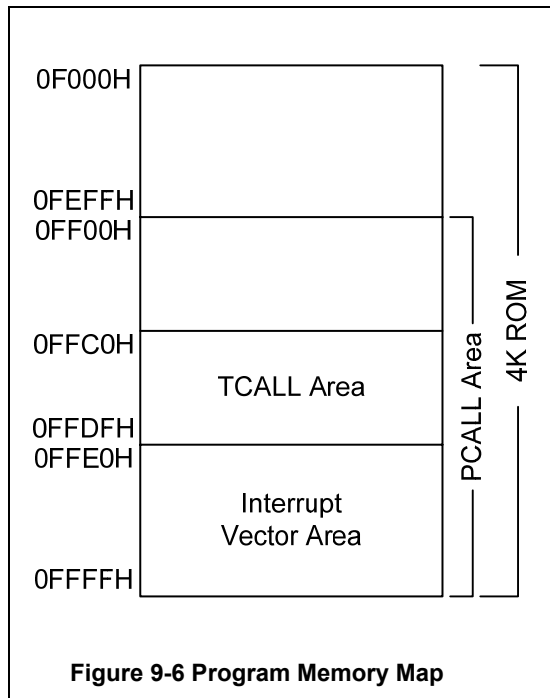 0F000H
0FEFFH
0FF00H
0FFC0H
TCALL Area
0FFDFH
0FFE0H
Interrupt
Vector Area
0FFFFH
PCALL Area
4K ROM
Figure 9-6 Program Memory Map